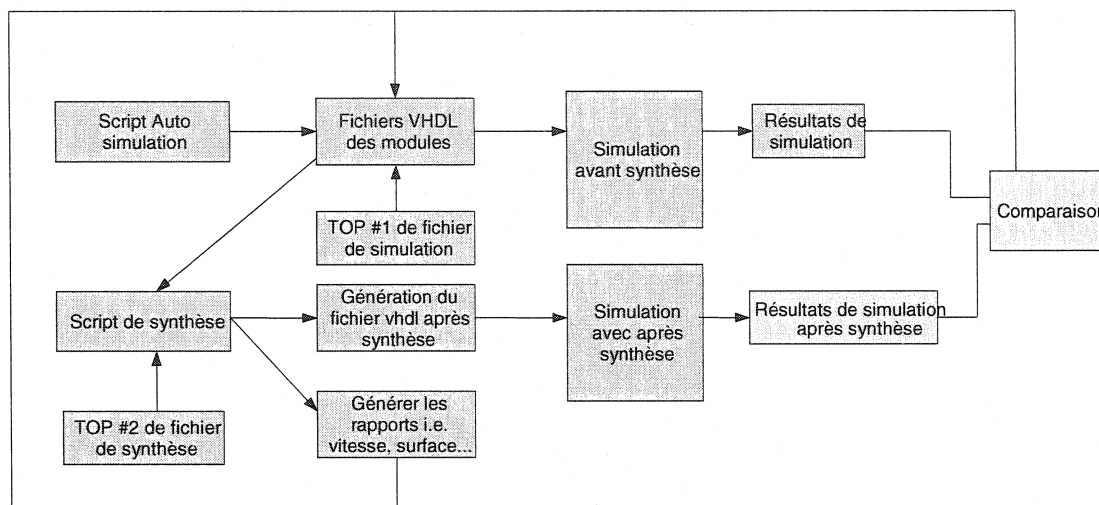 Script Auto
simulation
Fichiers VHDL
des modules
Simulation
avant synthèse
Résultats de
simulation
Comparaison
TOP #1 de fichier
de simulation
Script de synthèse
Génération du
fichier vhdl après
synthèse
Simulation
avec après
synthèse
Résultats de simulation
après synthèse
TOP #2 de fichier
de synthèse
Générer les
rapports i.e.
vitesse, surface...